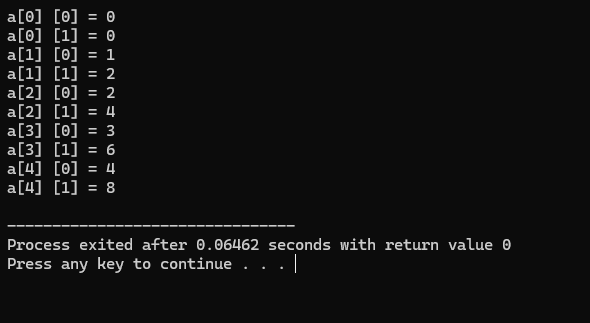 a[0] [0] = 0
a[0] [1] = 0
a[1] [0] = 1
a[1] [1] = 2
a[2] [0] = 2
a[2] [1] = 4
a[3] [0] = 3
a[3] [1] = 6
a[4] [0] = 4
a[4] [1] = 8
--------------------------------
Process exited after 0.06462 seconds with return value 0
Press any key to continue . . .